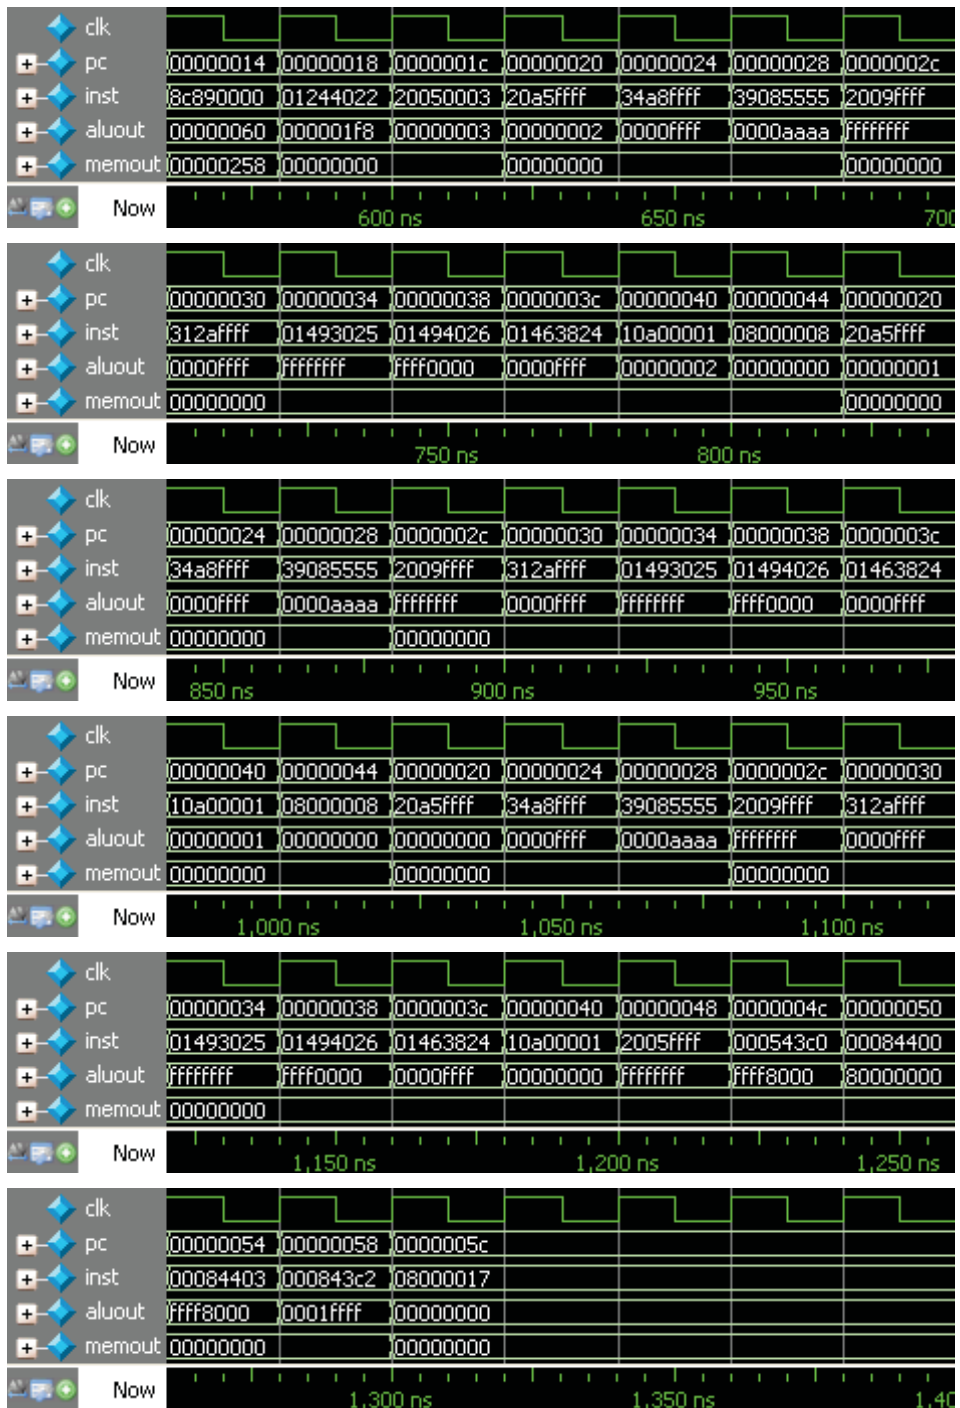 clk
pc 00000014 00000018 0000001c 00000020 00000024 00000028 0000002c
inst 8c890000 01244022 20050003 20a5ffff 34a8ffff 39085555 2009ffff
aluout 00000060 000001f8 00000003 00000002 0000ffff 0000aaaa ffffffff
memout 00000258 00000000 00000000 00000000
Now 600 ns 650 ns 700
clk
pc 00000030 00000034 00000038 0000003c 00000040 00000044 00000020
inst 312affff 01493025 01494026 01463824 10a00001 08000008 20a5ffff
aluout 0000ffff ffffffff ffff0000 0000ffff 00000002 00000000 00000001
memout 00000000 00000000
Now 750 ns 800 ns
clk
pc 00000024 00000028 0000002c 00000030 00000034 00000038 0000003c
inst 34a8ffff 39085555 2009ffff 312affff 01493025 01494026 01463824
aluout 0000ffff 0000aaaa ffffffff 0000ffff ffffffff ffff0000 0000ffff
memout 00000000 00000000
Now 850 ns 900 ns 950 ns
clk
pc 00000040 00000044 00000020 00000024 00000028 0000002c 00000030
inst 10a00001 08000008 20a5ffff 34a8ffff 39085555 2009ffff 312affff
aluout 00000001 00000000 00000000 0000ffff 0000aaaa ffffffff 0000ffff
memout 00000000 00000000 00000000
Now 1,000 ns 1,050 ns 1,100 ns
clk
pc 00000034 00000038 0000003c 00000040 00000048 0000004c 00000050
inst 01493025 01494026 01463824 10a00001 2005ffff 000543c0 00084400
aluout ffffffff ffff0000 0000ffff 00000000 ffffffff ffff8000 80000000
memout 00000000
Now 1,150 ns 1,200 ns 1,250 ns
clk
pc 00000054 00000058 0000005c
inst 00084403 000843c2 08000017
aluout ffff8000 0001ffff 00000000
memout 00000000 00000000
Now 1,300 ns 1,350 ns 1,40